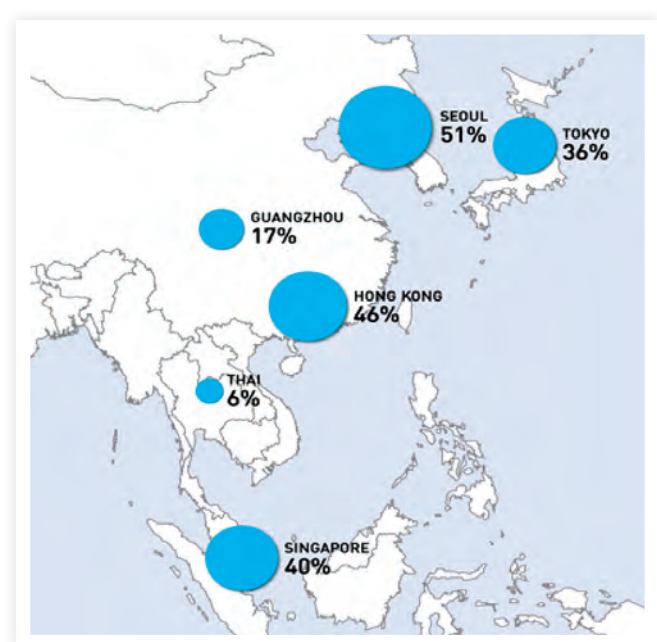 SEOUL
51%
TOKYO
36%
GUANGZHOU
17%
HONG KONG
46%
THAI
6%
SINGAPORE
40%